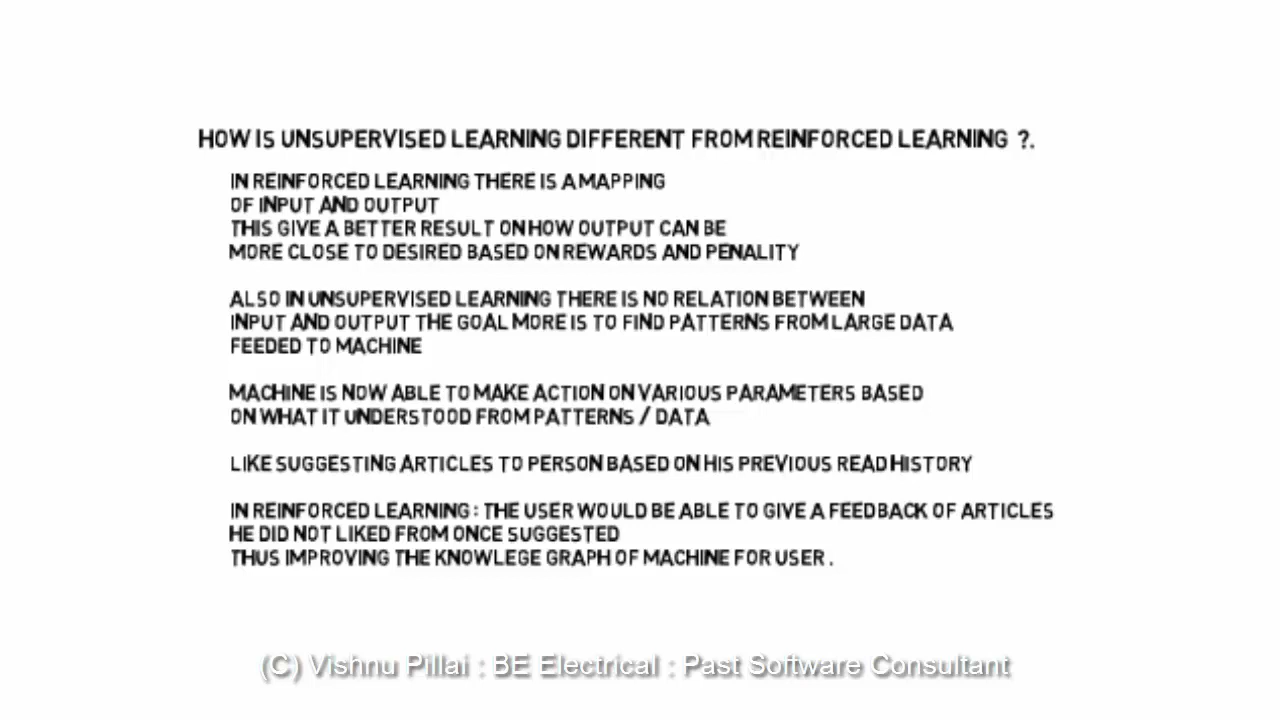 HOW IS UNSUPERVISED LEARNING DIFFERENT FROM REINFORCED LEARNING ?.
IN REINFORCED LEARNING THERE IS A MAPPING
OF INPUT AND OUTPUT
THIS GIVE A BETTER RESULT ON HOW OUTPUT CAN BE
MORE CLOSE TO DESIRED BASED ON REWARDS AND PENALITY
ALSO IN UNSUPERVISED LEARNING THERE IS NO RELATION BETWEEN
INPUT AND OUTPUT THE GOAL MORE IS TO FIND PATTERNS FROM LARGE DATA
FEEDED TO MACHINE
MACHINE IS NOW ABLE TO MAKE ACTION ON VARIOUS PARAMETERS BASED
ON WHAT IT UNDERSTOOD FROM PATTERNS / DATA
LIKE SUGGESTING ARTICLES TO PERSON BASED ON HIS PREVIOUS READ HISTORY
IN REINFORCED LEARNING : THE USER WOULD BE ABLE TO GIVE A FEEDBACK OF ARTICLES
HE DID NOT LIKED FROM ONCE SUGGESTED
THUS IMPROVING THE KNOWLEGE GRAPH OF MACHINE FOR USER .
(C) Vishnu Pillai : BE Electrical : Past Software Consultant